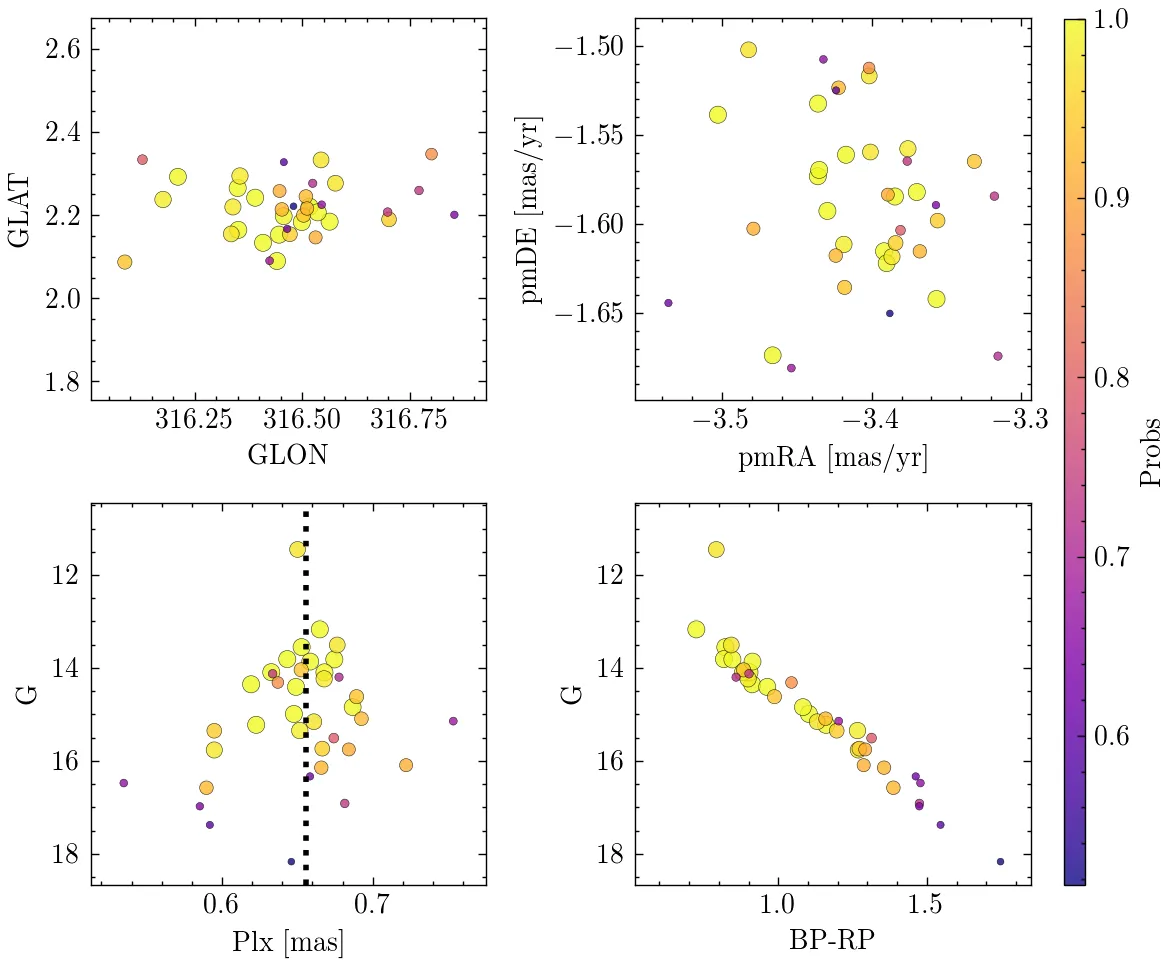 2.6
2.4
2.2
2.0
1.8
GLAT
316.25 316.50 316.75
GLON
−1.50
−1.55
−1.60
−1.65
pmDE [mas/yr]
−3.5 −3.4 −3.3
pmRA [mas/yr]
1.0
0.9
0.8
0.7
0.6
Probs
12
14
16
18
G
0.6 0.7
Plx [mas]
12
14
16
18
G
1.0 1.5
BP-RP